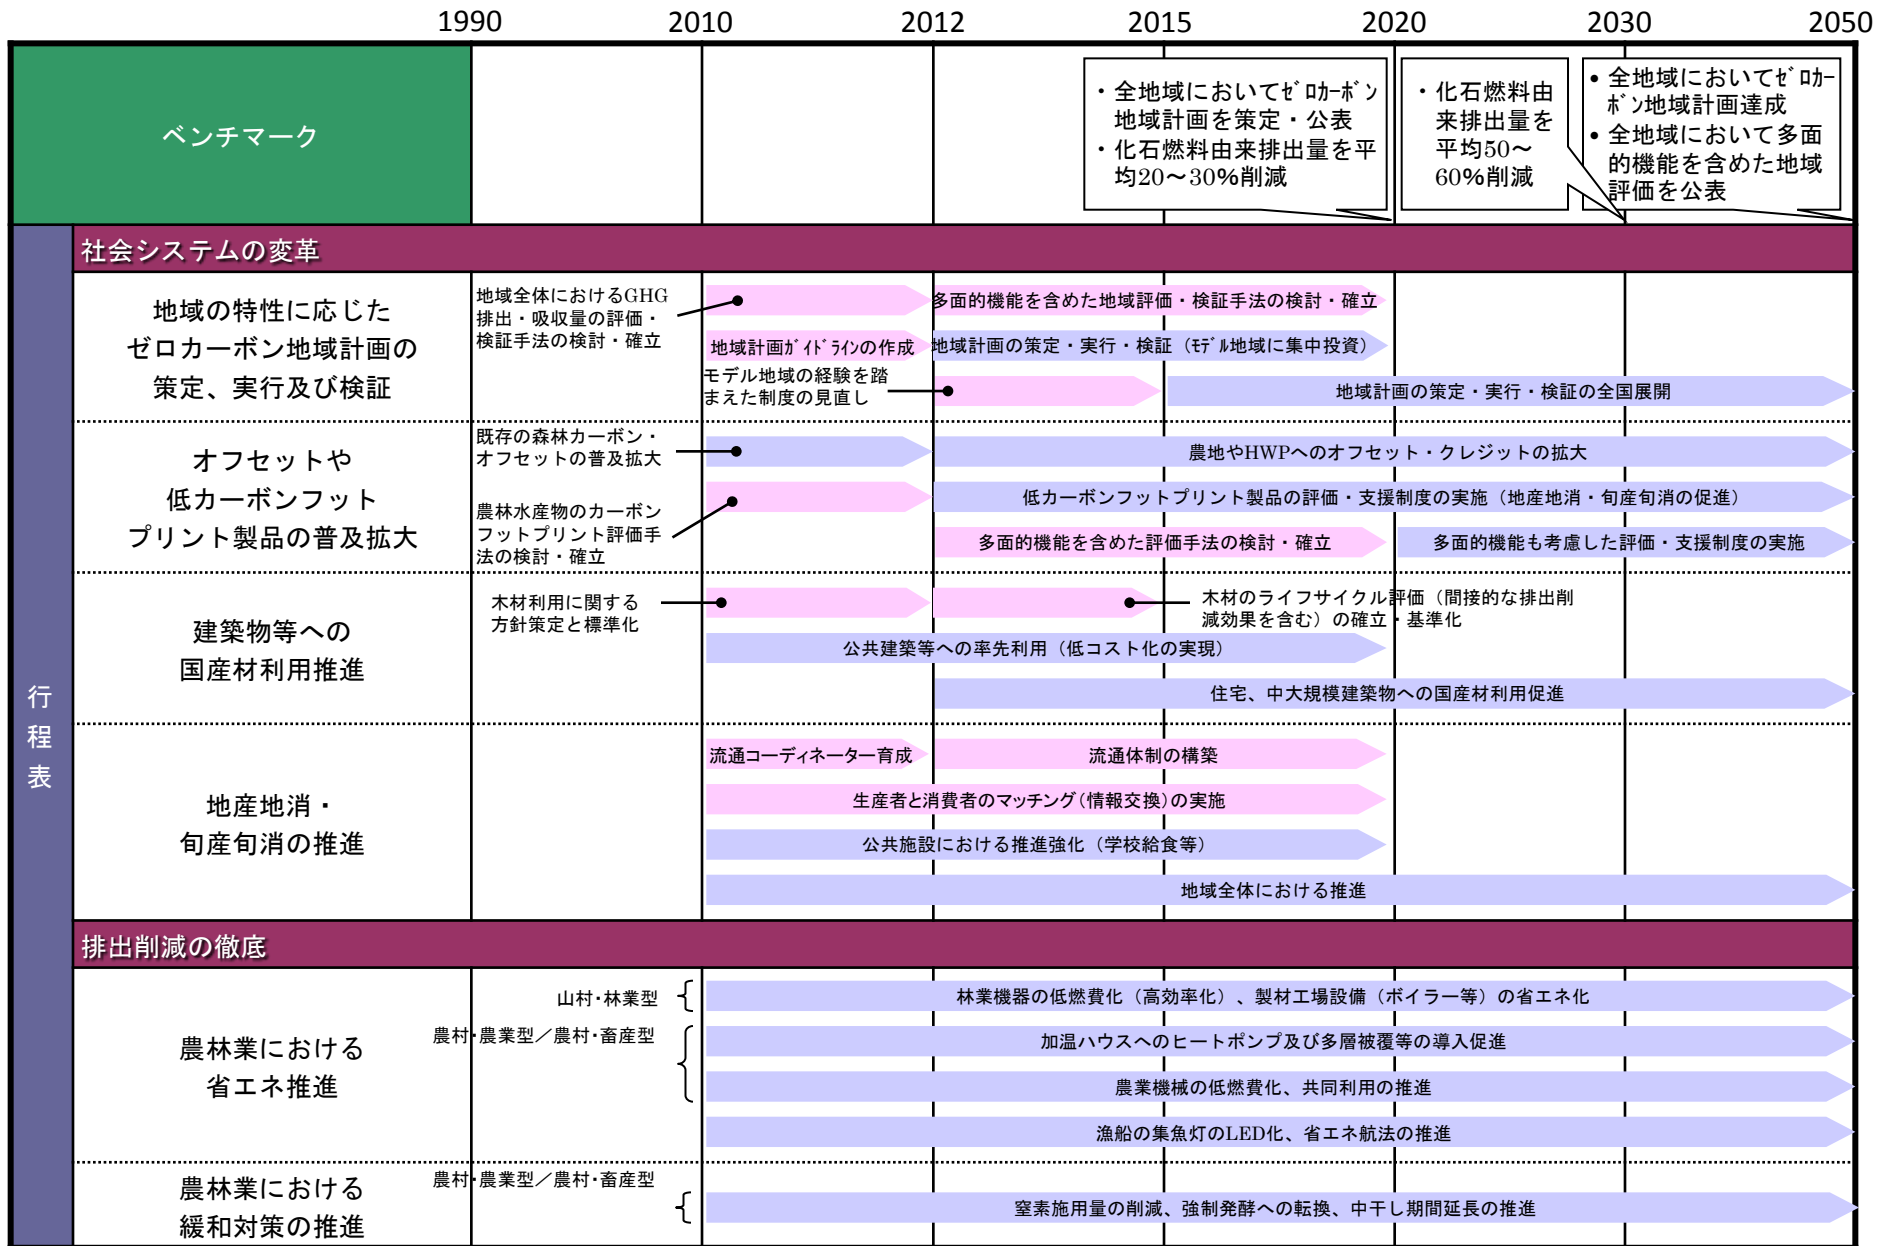 1990
2010
2012
2015
2020
2030
2050
ベンチマーク
・全地域においてｾﾞﾛｶｰﾎﾞﾝ
地域計画を策定・公表
・化石燃料由来排出量を平
均20～30%削減
・化石燃料由
来排出量を
平均50～
60%削減
• 全地域においてｾﾞﾛｶｰ
ﾎﾞﾝ地域計画達成
• 全地域において多面
的機能を含めた地域
評価を公表
行
程
表
社会システムの変革
地域の特性に応じた
ゼロカーボン地域計画の
策定、実行及び検証
地域全体におけるGHG
排出・吸収量の評価・
検証手法の検討・確立
多面的機能を含めた地域評価・検証手法の検討・確立
地域計画ｶﾞｲﾄﾞﾗｲﾝの作成
地域計画の策定・実行・検証（ﾓﾃﾞﾙ地域に集中投資）
モデル地域の経験を踏
まえた制度の見直し
地域計画の策定・実行・検証の全国展開
オフセットや
低カーボンフット
プリント製品の普及拡大
既存の森林カーボン・
オフセットの普及拡大
農地やHWPへのオフセット・クレジットの拡大
農林水産物のカーボン
フットプリント評価手
法の検討・確立
低カーボンフットプリント製品の評価・支援制度の実施（地産地消・旬産旬消の促進）
多面的機能を含めた評価手法の検討・確立
多面的機能も考慮した評価・支援制度の実施
建築物等への
国産材利用推進
木材利用に関する
方針策定と標準化
木材のライフサイクル評価（間接的な排出削
減効果を含む）の確立・基準化
公共建築等への率先利用（低コスト化の実現）
住宅、中大規模建築物への国産材利用促進
地産地消・
旬産旬消の推進
流通コーディネーター育成
流通体制の構築
生産者と消費者のマッチング（情報交換）の実施
公共施設における推進強化（学校給食等）
地域全体における推進
排出削減の徹底
農林業における
省エネ推進
山村・林業型
林業機器の低燃費化（高効率化）、製材工場設備（ボイラー等）の省エネ化
農村・農業型／農村・畜産型
加温ハウスへのヒートポンプ及び多層被覆等の導入促進
農業機械の低燃費化、共同利用の推進
漁船の集魚灯のLED化、省エネ航法の推進
農林業における
緩和対策の推進
農村・農業型／農村・畜産型
窒素施用量の削減、強制発酵への転換、中干し期間延長の推進